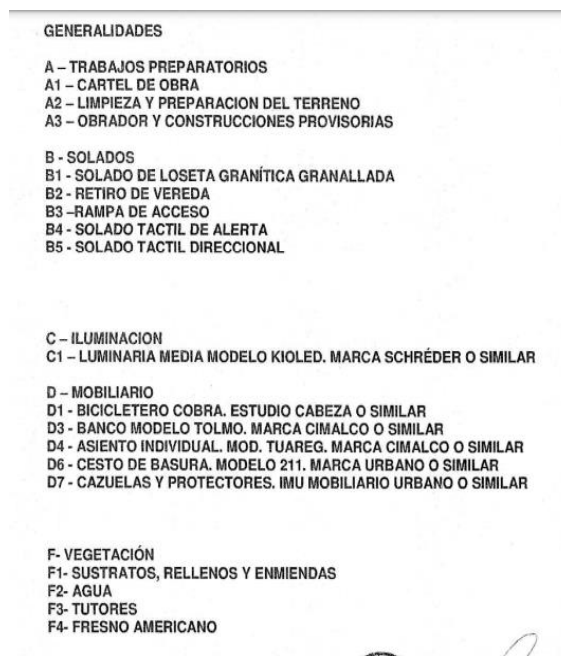 GENERALIDADES
A – TRABAJOS PREPARATORIOS
A1 – CARTEL DE OBRA
A2 – LIMPIEZA Y PREPARACION DEL TERRENO
A3 – OBRADOR Y CONSTRUCCIONES PROVISORIAS
B - SOLADOS
B1 - SOLADO DE LOSETA GRANÍTICA GRANALLADA
B2 - RETIRO DE VEREDA
B3 –RAMPA DE ACCESO
B4 - SOLADO TACTIL DE ALERTA
B5 - SOLADO TACTIL DIRECCIONAL
C – ILUMINACION
C1 – LUMINARIA MEDIA MODELO KIOLED. MARCA SCHRÉDER O SIMILAR
D – MOBILIARIO
D1 - BICICLETERO COBRA. ESTUDIO CABEZA O SIMILAR
D3 - BANCO MODELO TOLMO. MARCA CIMALCO O SIMILAR
D4 - ASIENTO INDIVIDUAL. MOD. TUAREG. MARCA CIMALCO O SIMILAR
D6 - CESTO DE BASURA. MODELO 211. MARCA URBANO O SIMILAR
D7 - CAZUELAS Y PROTECTORES. IMU MOBILIARIO URBANO O SIMILAR
F- VEGETACIÓN
F1- SUSTRATOS, RELLENOS Y ENMIENDAS
F2- AGUA
F3- TUTORES
F4- FRESNO AMERICANO